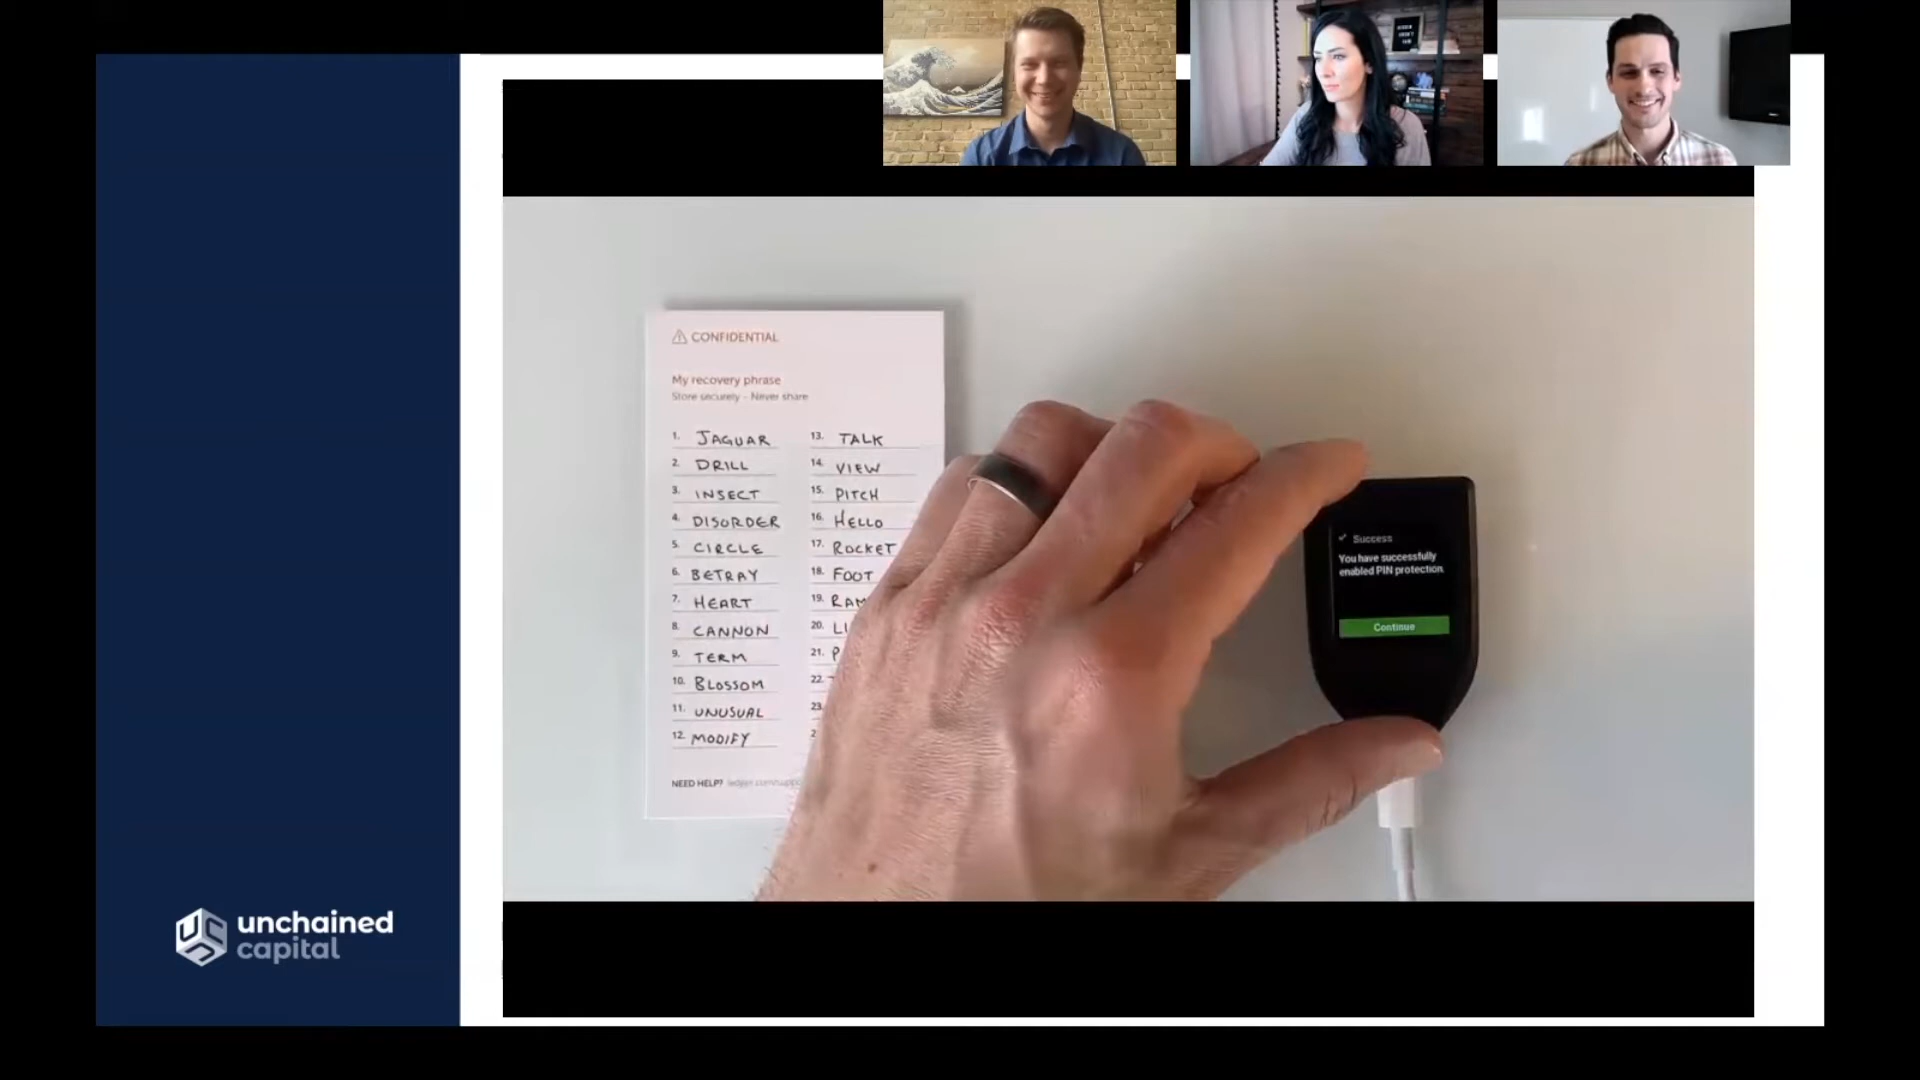 CONFIDENTIAL
My recovery phrase
Store securely - Never share
1. JAGUAR
2. DRILL
3. INSECT
4. DISORDER
5. CIRCLE
6. BETRAY
7. HEART
8. CANNON
9. TERM
10. BLOSSOM
11. UNUSUAL
12. MODIFY
13. TALK
14. VIEW
15. PITCH
16. HELLO
17. ROCKET
18. FOOT
19.
20.
21.
22.
23.
NEED HELP?
Success
You have successfully
enabled PIN protection.
Continue
unchained
capital